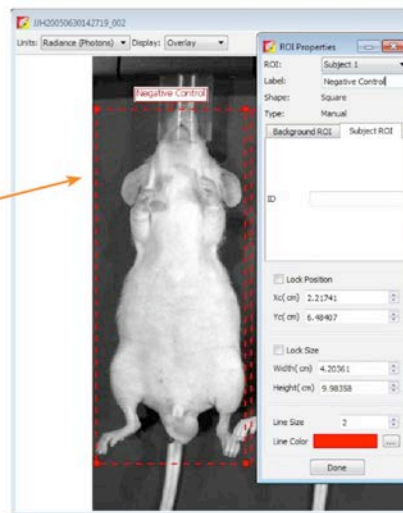 JJH20050630142719_002
Units: Radiance (Photons) Display: Overlay
Negative Control
ROI Properties
ROI: Subject 1
Label: Negative Control
Shape: Square
Type: Manual
Background ROI Subject ROI
ID
Lock Position
Xc( cm) 2.21741
Yc( cm) 6.48407
Lock Size
Width( cm) 4.20361
Height( cm) 9.98358
Line Size 2
Line Color ...
Done